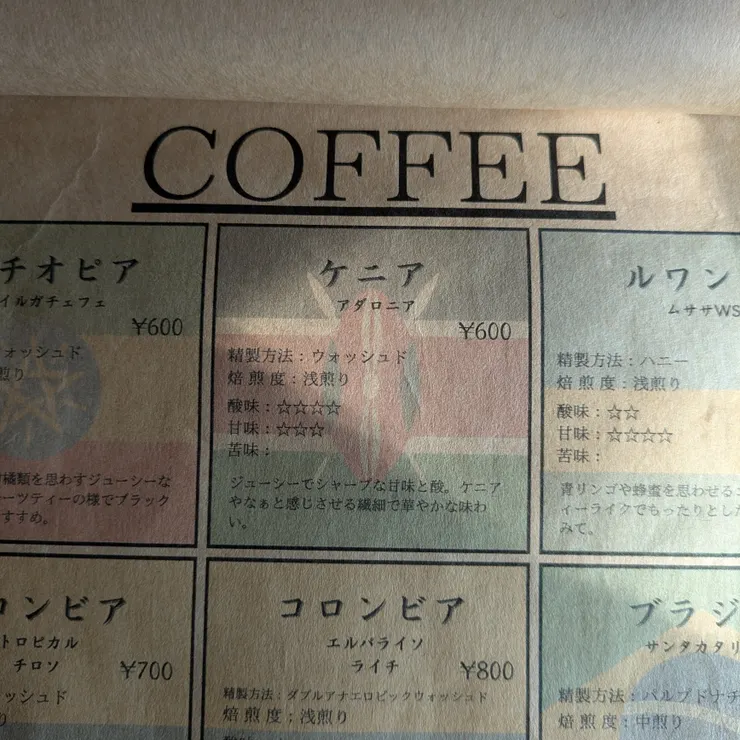 COFFEE
チオピア
イルガチェフェ
¥600
ォッシュド
煎り
橘類を思わすジューシーな
ーツティーの様でブラック
すすめ。
ケニア
アダロニア
¥600
精製方法：ウォッシュド
焙煎度：浅煎り
酸味：☆☆☆☆
甘味：☆☆☆
苦味：
ジューシーでシャープな甘味と酸。ケニア
やなぁと感じさせる繊細で華やかな味わ
い。
ルワン
ムササWS
精製方法：ハニー
焙煎度：浅煎り
酸味：☆☆
甘味：☆☆☆☆
苦味：
青リンゴや蜂蜜を思わせる
ィーライクでもったりとした
みて。
ロンビア
トロピカル
チロソ
¥700
ッシュド
コロンビア
エルパライソ
ライチ
¥800
精製方法：ダブルアナエロビックウォッシュド
焙煎度；浅煎り
ブラジ
サンタカタリ
精製方法：パルプドナチ
焙煎度：中煎り